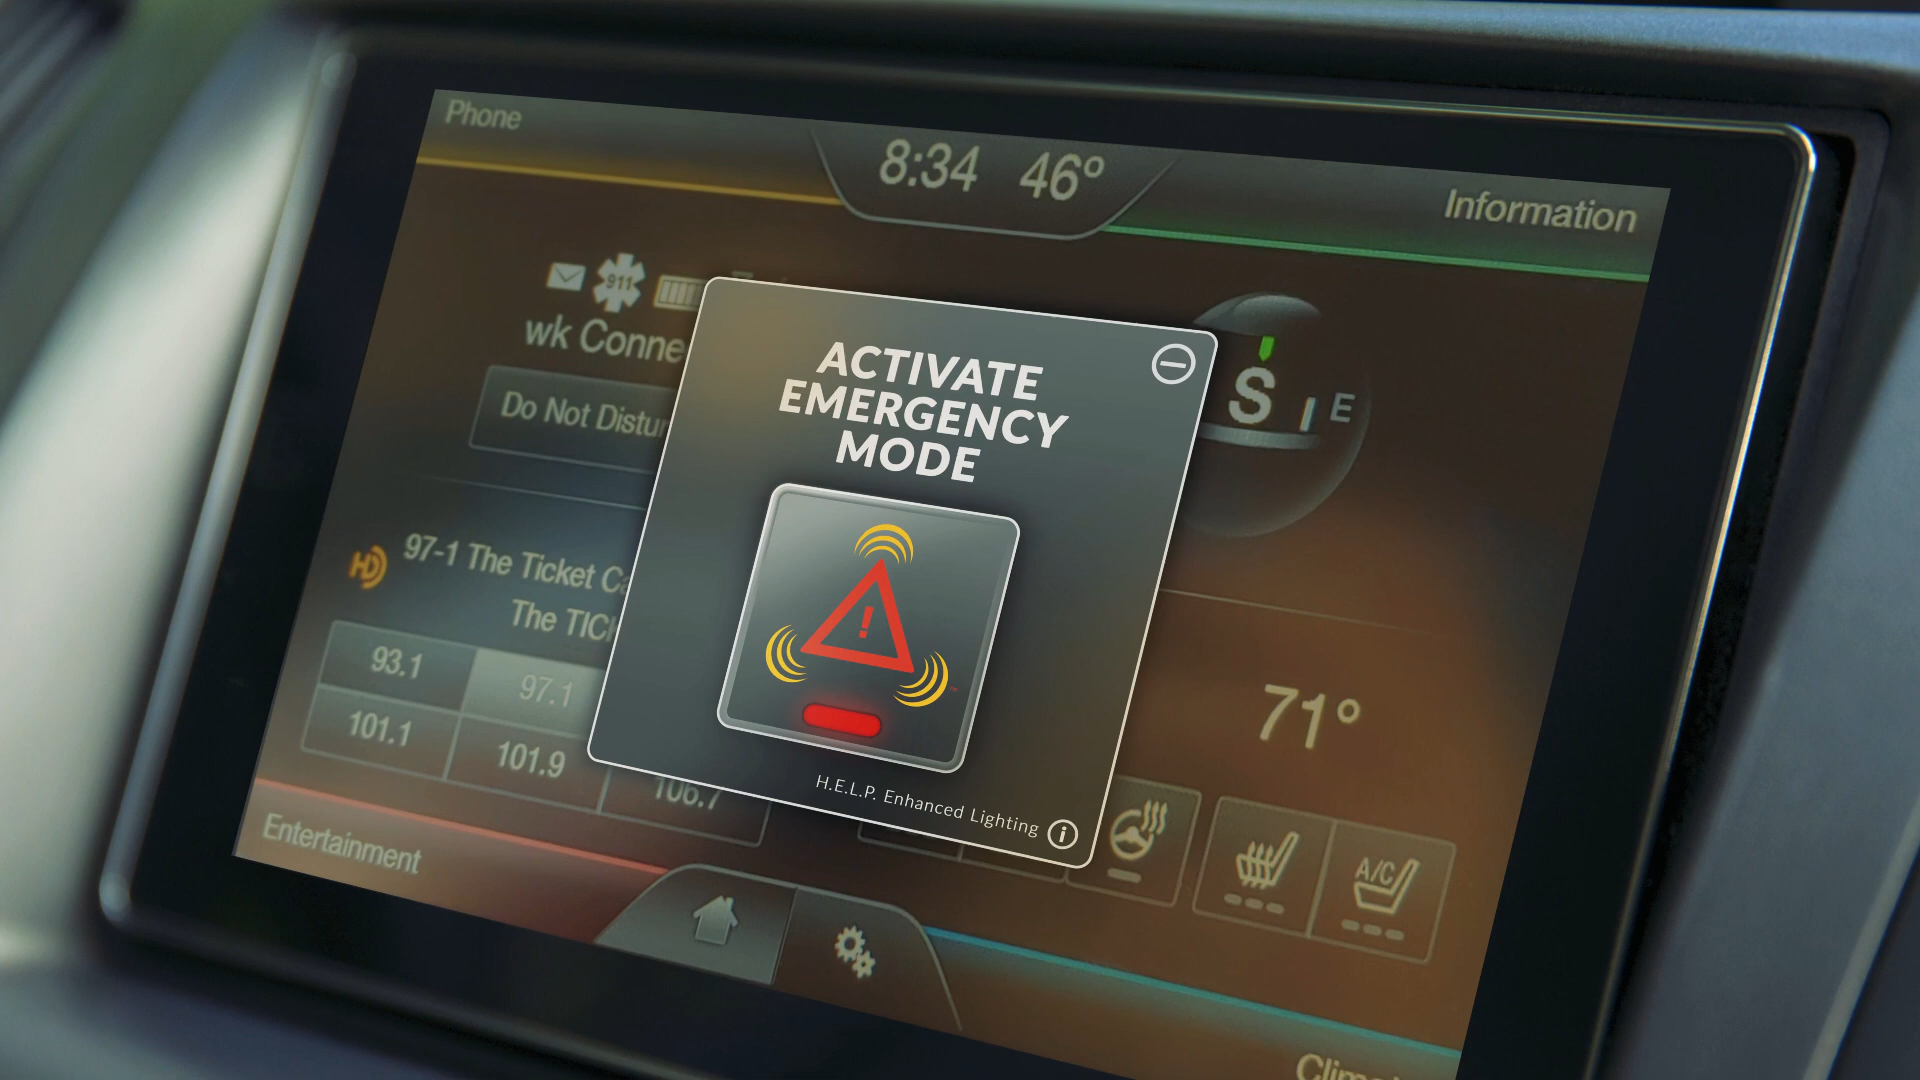 Phone
8:34 46°
Information
911
wk Conne
Do Not Distur
S E
ACTIVATE
EMERGENCY
MODE
!
97-1 The Ticket
The TIC
HD
93.1 97.1
101.1 101.9 106.7
71°
A/C
H.E.L.P. Enhanced Lighting i
Entertainment